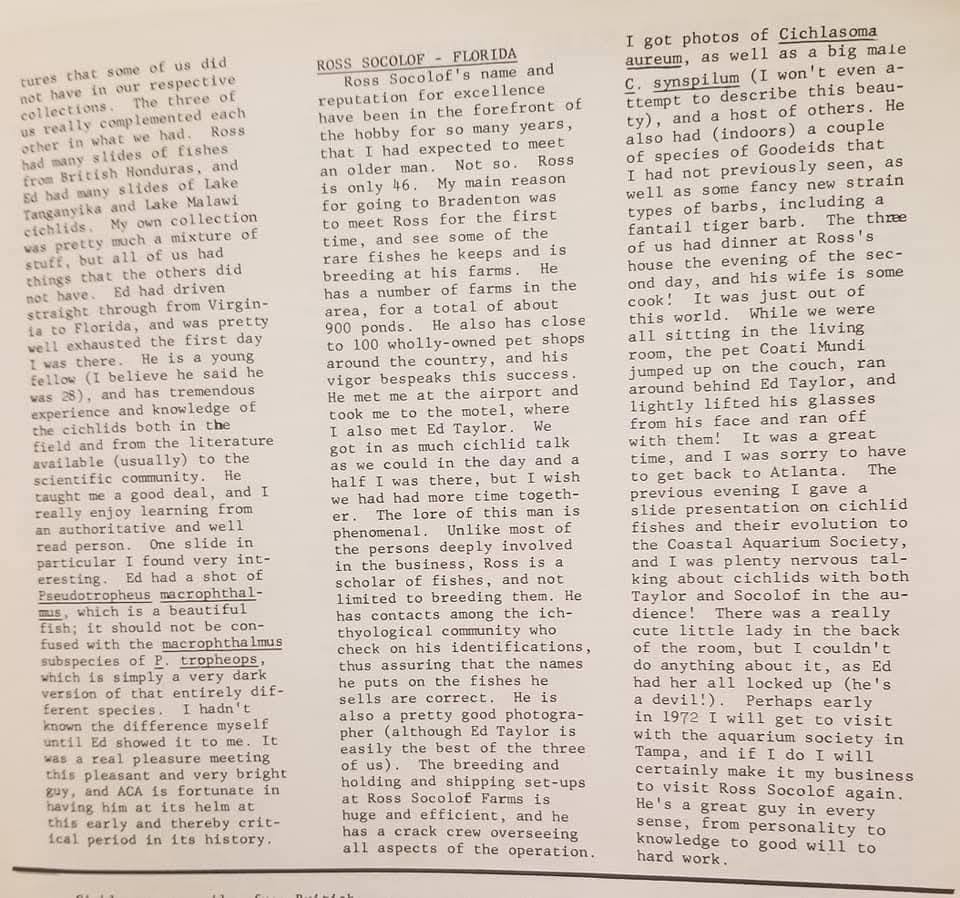 tures that some of us did
not have in our respective
collections. The three of
us really complemented each
other in what we had. Ross
had many slides of fishes
from British Honduras, and
Ed had many slides of Lake
Tanganyika and Lake Malawi
cichlids. My own collection
was pretty much a mixture of
stuff, but all of us had
things that the others did
not have. Ed had driven
straight through from Virgin-
ia to Florida, and was pretty
well exhausted the first day
I was there. He is a young
fellow (I believe he said he
was 28), and has tremendous
experience and knowledge of
the cichlids both in the
field and from the literature
available (usually) to the
scientific community. He
taught me a good deal, and I
really enjoy learning from
an authoritative and well
read person. One slide in
particular I found very int-
eresting. Ed had a shot of
Pseudotropheus macrophthal-
mus, which is a beautiful
fish; it should not be con-
fused with the macrophthalmus
subspecies of P. tropheops,
which is simply a very dark
version of that entirely dif-
ferent species. I hadn't
known the difference myself
until Ed showed it to me. It
was a real pleasure meeting
this pleasant and very bright
guy, and ACA is fortunate in
having him at its helm at
this early and thereby crit-
ical period in its history.
ROSS SOCOLOF - FLORIDA
Ross Socolof's name and
reputation for excellence
have been in the forefront of
the hobby for so many years,
that I had expected to meet
an older man. Not so. Ross
is only 46. My main reason
for going to Bradenton was
to meet Ross for the first
time, and see some of the
rare fishes he keeps and is
breeding at his farms. He
has a number of farms in the
area, for a total of about
900 ponds. He also has close
to 100 wholly-owned pet shops
around the country, and his
vigor bespeaks this success.
He met me at the airport and
took me to the motel, where
I also met Ed Taylor. We
got in as much cichlid talk
as we could in the day and a
half I was there, but I wish
we had had more time togeth-
er. The lore of this man is
phenomenal. Unlike most of
the persons deeply involved
in the business, Ross is a
scholar of fishes, and not
limited to breeding them. He
has contacts among the ich-
thyological community who
check on his identifications,
thus assuring that the names
he puts on the fishes he
sells are correct. He is
also a pretty good photogra-
pher (although Ed Taylor is
easily the best of the three
of us). The breeding and
holding and shipping set-ups
at Ross Socolof Farms is
huge and efficient, and he
has a crack crew overseeing
all aspects of the operation.
I got photos of Cichlasoma
aureum, as well as a big male
C. synspilum (I won't even a-
ttempt to describe this beau-
ty), and a host of others. He
also had (indoors) a couple
of species of Goodeids that
I had not previously seen, as
well as some fancy new strain
types of barbs, including a
fantail tiger barb. The three
of us had dinner at Ross's
house the evening of the sec-
ond day, and his wife is some
cook! It was just out of
this world. While we were
all sitting in the living
room, the pet Coati Mundi
jumped up on the couch, ran
around behind Ed Taylor, and
lightly lifted his glasses
from his face and ran off
with them! It was a great
time, and I was sorry to have
to get back to Atlanta. The
previous evening I gave a
slide presentation on cichlid
fishes and their evolution to
the Coastal Aquarium Society,
and I was plenty nervous tal-
king about cichlids with both
Taylor and Socolof in the au-
dience! There was a really
cute little lady in the back
of the room, but I couldn't
do anything about it, as Ed
had her all locked up (he's
a devil!). Perhaps early
in 1972 I will get to visit
with the aquarium society in
Tampa, and if I do I will
certainly make it my business
to visit Ross Socolof again.
He's a great guy in every
sense, from personality to
knowledge to good will to
hard work.